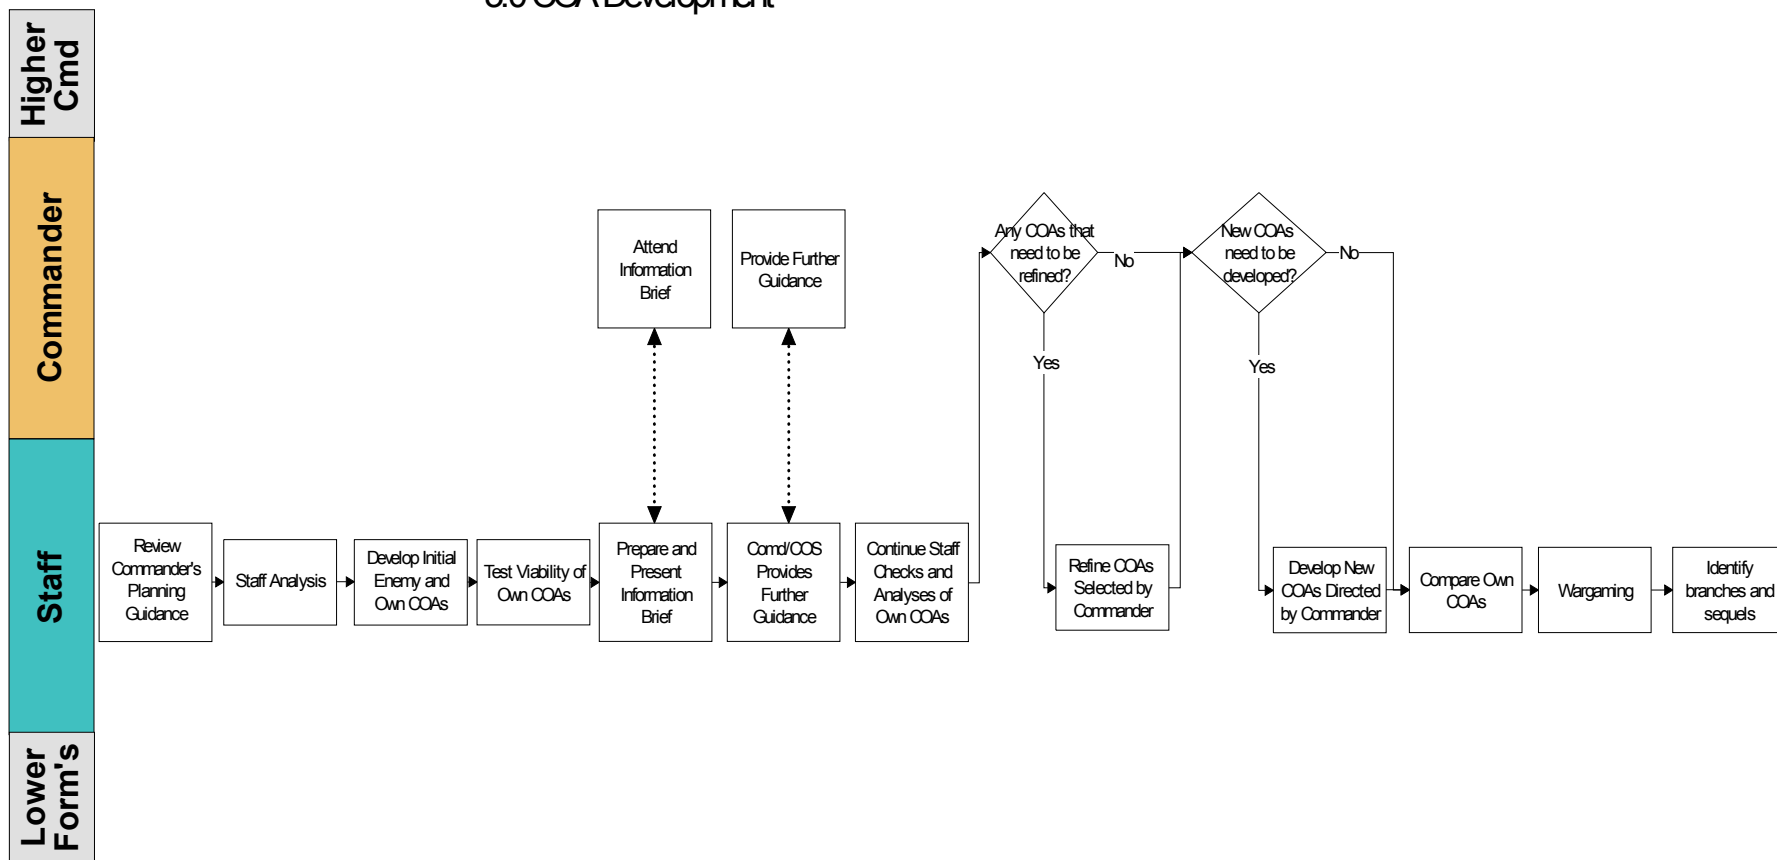 COA Development
Higher
Cmd
Commander
Staff
Lower
Form's
Attend
Information
Brief
Provide Further
Guidance
Any COAs that
need to be
refined?
No
Yes
New COAs
need to be
developed?
No
Yes
Review
Commander's
Planning
Guidance
Staff Analysis
Develop Initial
Enemy and
Own COAs
Test Viability of
Own COAs
Prepare and
Present
Information
Brief
Comd/COS
Provides
Further
Guidance
Continue Staff
Checks and
Analyses of
Own COAs
Refine COAs
Selected by
Commander
Develop New
COAs Directed
by Commander
Compare Own
COAs
Wargaming
Identify
branches and
sequels